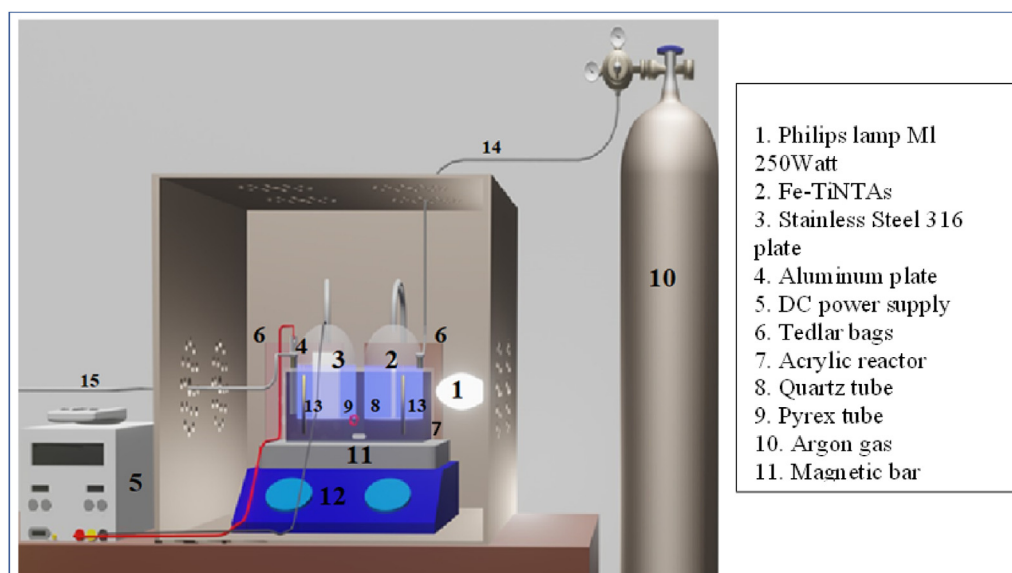 14
10
6
4
3
2
6
1
15
13
9
8
13
7
11
5
12
1. Philips lamp Ml
250Watt
2. Fe-TiNTAs
3. Stainless Steel 316
plate
4. Aluminum plate
5. DC power supply
6. Tedlar bags
7. Acrylic reactor
8. Quartz tube
9. Pyrex tube
10. Argon gas
11. Magnetic bar